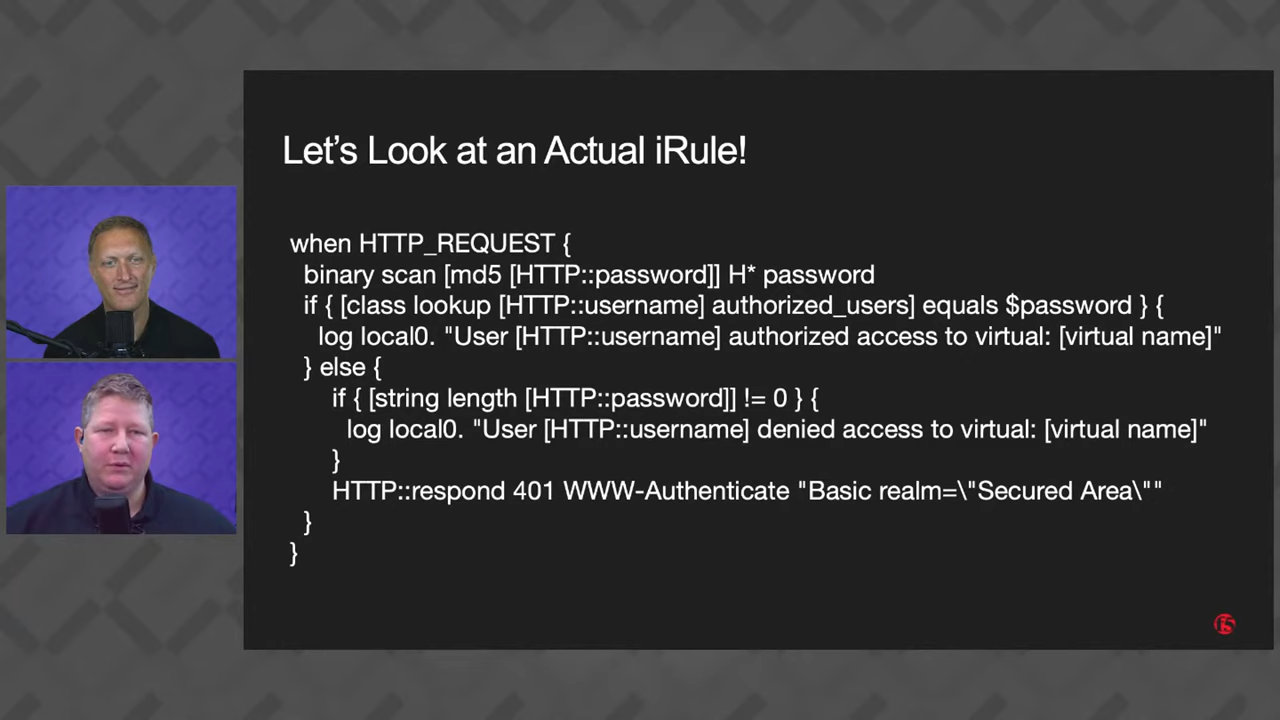 Let's Look at an Actual iRule!
when HTTP_REQUEST {
binary scan [md5 [HTTP::password]] H* password
if { [class lookup [HTTP::username] authorized_users] equals $password } {
log local0. "User [HTTP::username] authorized access to virtual: [virtual name]"
} else {
if { [string length [HTTP::password]] != 0 } {
log local0. "User [HTTP::username] denied access to virtual: [virtual name]"
}
HTTP::respond 401 WWW-Authenticate "Basic realm=\"Secured Area\""
}
}
f5